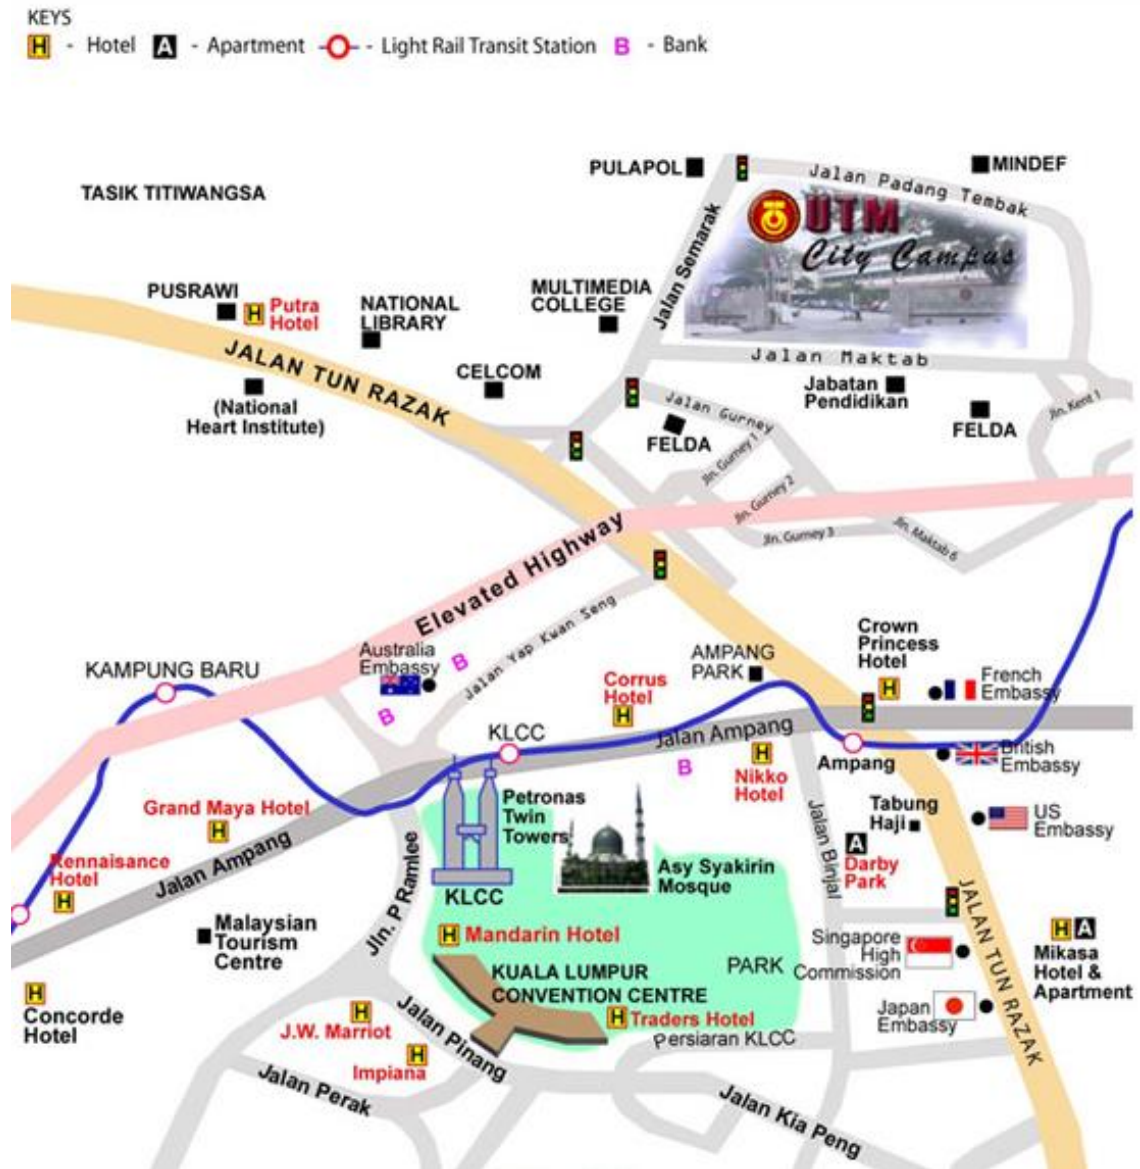 KEYS
H - Hotel A - Apartment - Light Rail Transit Station B - Bank
PULAPOL
Jalan Padang Tembak
MINDEF
TASIK TITIWANGSA
UTM
City Campus
Jalan Semarak
PUSRAWI
H Putra
Hotel
NATIONAL
LIBRARY
MULTIMEDIA
COLLEGE
JALAN TUN RAZAK
Jalan Maktab
CELCOM
(National
Heart Institute)
Jabatan
Pendidikan
Jalan Gurney
FELDA
FELDA
Jln. Kent 1
Jln. Gurney 1
Jln. Gurney 2
Jln. Gurney 3
Jln. Maktab 6
Elevated Highway
Jalan Yap Kwan Seng
Australia
Embassy
B
B
KAMPUNG BARU
AMPANG
PARK
Crown
Princess
Hotel
H
French
Embassy
Corrus
Hotel
H
KLCC
Jalan Ampang
B
H
Nikko
Hotel
Ampang
British
Embassy
Grand Maya Hotel
H
Petronas
Twin
Towers
Jalan Binjal
Tabung
Haji
US
Embassy
A
Darby
Park
Rennaisance
Hotel
H
Jalan Ampang
Jln. P Ramlee
KLCC
Asy Syakirin
Mosque
Malaysian
Tourism
Centre
H Mandarin Hotel
JALAN TUN RAZAK
Singapore
High
Commission
H A
Mikasa
Hotel &
Apartment
PARK
KUALA LUMPUR
CONVENTION CENTRE
H
Concorde
Hotel
H
J.W. Marriot
Jalan Pinang
H Traders Hotel
Japan
Embassy
Persiaran KLCC
H
Impiana
Jalan Perak
Jalan Kia Peng